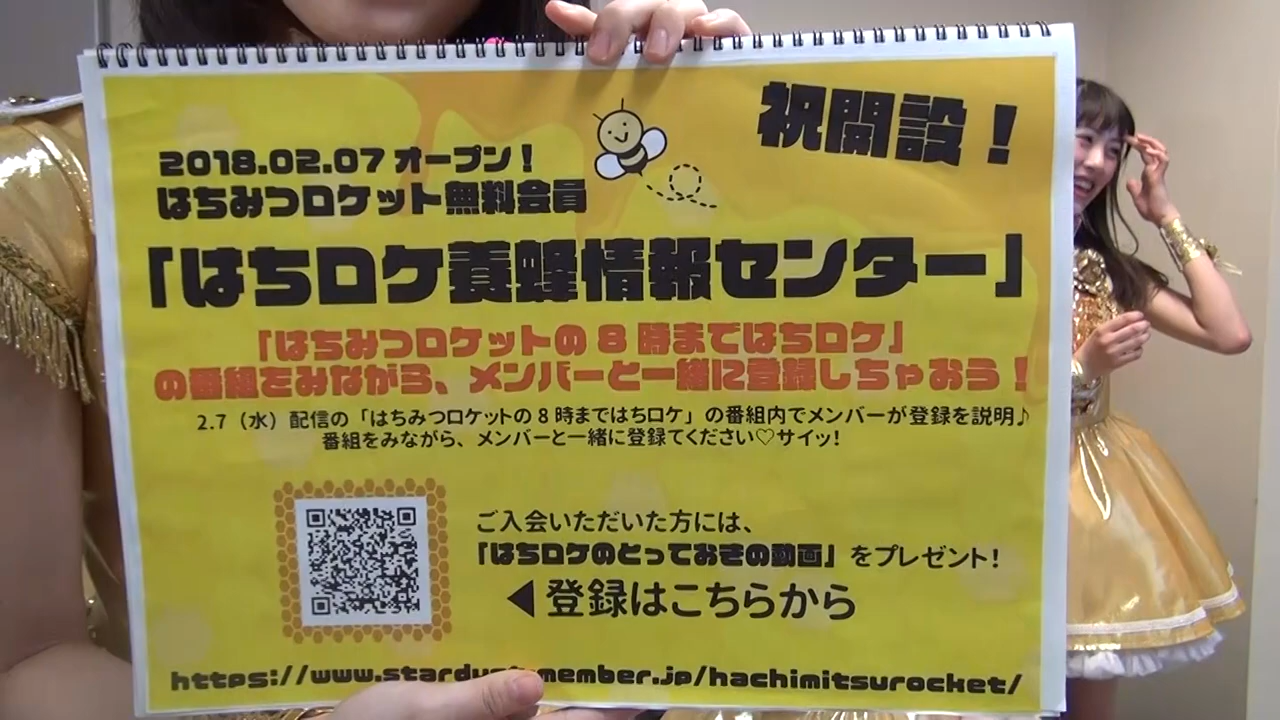 祝開設！
2018.02.07 オープン！
はちみつロケット無料会員
「はちロケ養蜂情報センター」
「はちみつロケットの8時まではちロケ」
の番組をみながら、メンバーと一緒に登録しちゃおう！
2.7（水）配信の「はちみつロケットの8時まではちロケ」の番組内でメンバーが登録を説明♪
番組をみながら、メンバーと一緒に登録てください♡サイッ！
ご入会いただいた方には、
「はちロケのとっておきの動画」をプレゼント！
◀登録はこちらから
https://www.stardust-member.jp/hachimitsurocket/